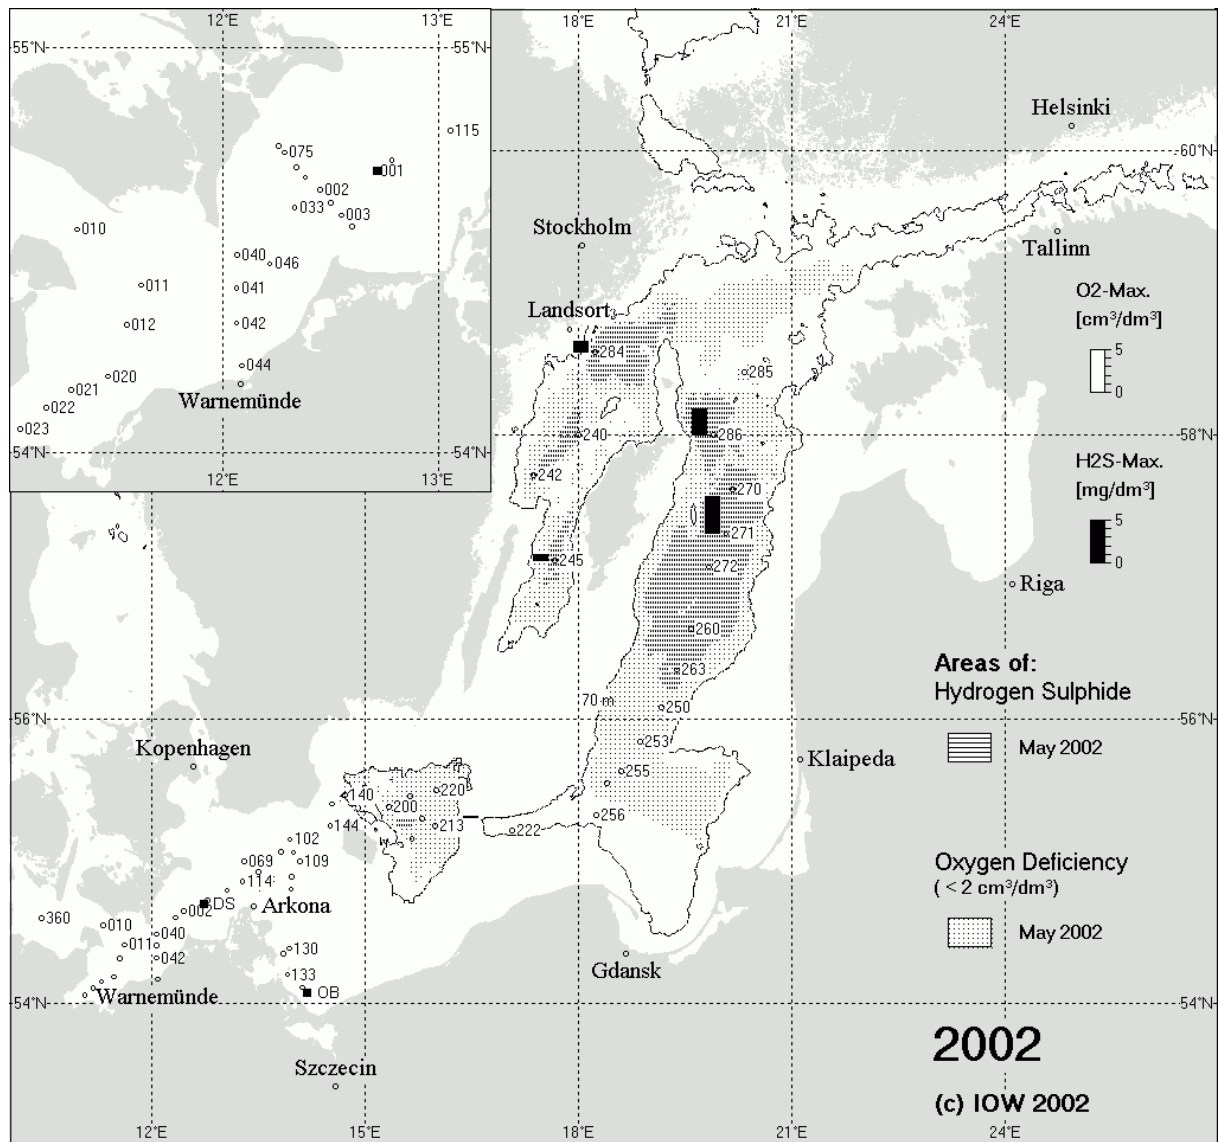 12°E
13°E
18°E
21°E
24°E
55°N
55°N
115
075
001
002
033
003
010
040
046
011
041
012
042
044
020
021
022
023
Warnemünde
54°N
54°N
12°E
13°E
Helsinki
60°N
Stockholm
Tallinn
Landsort
284
285
O2-Max.
[cm³/dm³]
5
0
240
286
58°N
242
270
H2S-Max.
[mg/dm³]
5
0
271
245
272
Riga
260
263
Areas of:
Hydrogen Sulphide
May 2002
70 m
250
56°N
56°N
253
Kopenhagen
255
Klaipeda
140
220
200
256
144
213
222
102
069
109
114
Oxygen Deficiency
(< 2 cm³/dm³)
May 2002
360
002
DS
Arkona
010
040
011
042
130
133
OB
Gdansk
54°N
Warnemünde
54°N
Szczecin
2002
(c) IOW 2002
12°E
15°E
18°E
21°E
24°E